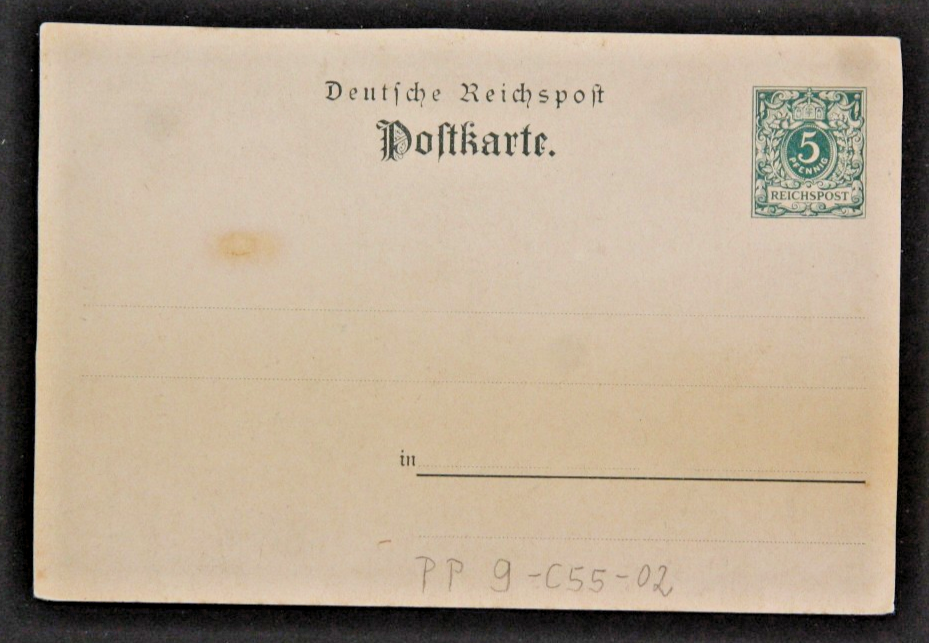 Deutsche Reichspost
Postkarte.
5
PFENNIG
REICHSPOST
in
PP 9-C55-02